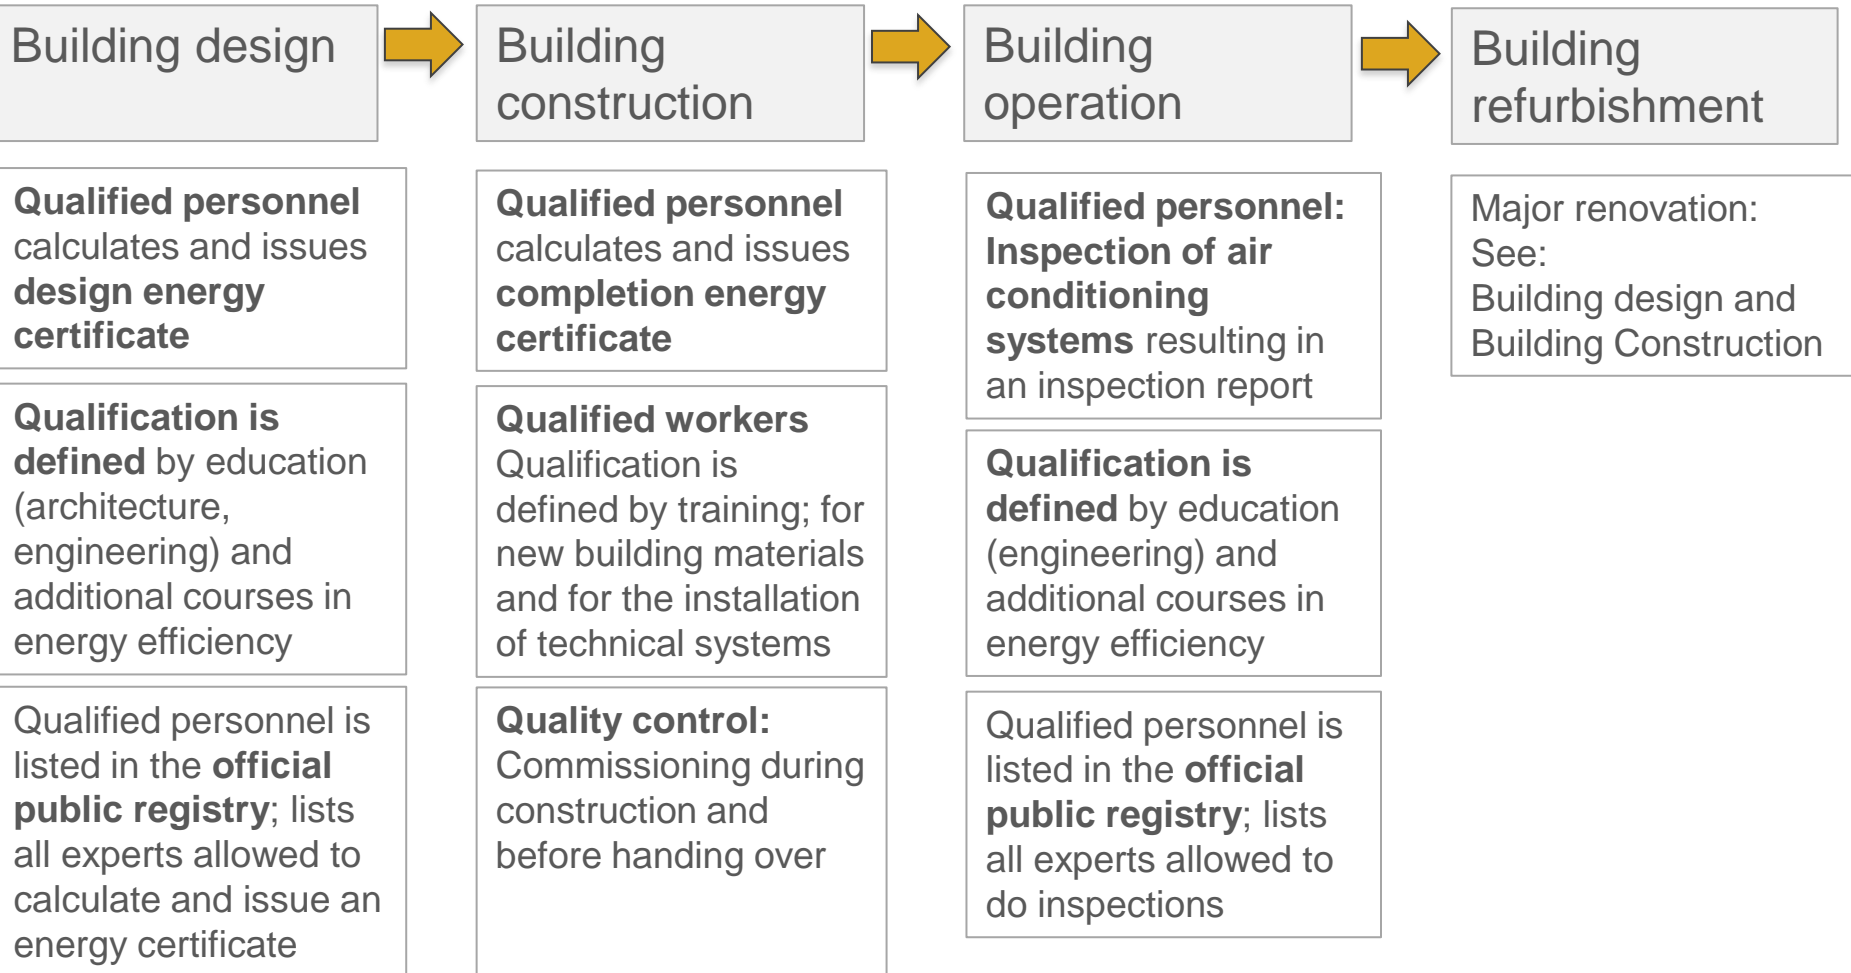 Building design
Building
construction
Building
operation
Building
refurbishment
Qualified personnel
calculates and issues
design energy
certificate
Qualification is
defined by education
(architecture,
engineering) and
additional courses in
energy efficiency
Qualified personnel is
listed in the official
public registry; lists
all experts allowed to
calculate and issue an
energy certificate
Qualified personnel
calculates and issues
completion energy
certificate
Qualified workers
Qualification is
defined by training; for
new building materials
and for the installation
of technical systems
Quality control:
Commissioning during
construction and
before handing over
Qualified personnel:
Inspection of air
conditioning
systems resulting in
an inspection report
Qualification is
defined by education
(engineering) and
additional courses in
energy efficiency
Qualified personnel is
listed in the official
public registry; lists
all experts allowed to
do inspections
Major renovation:
See:
Building design and
Building Construction